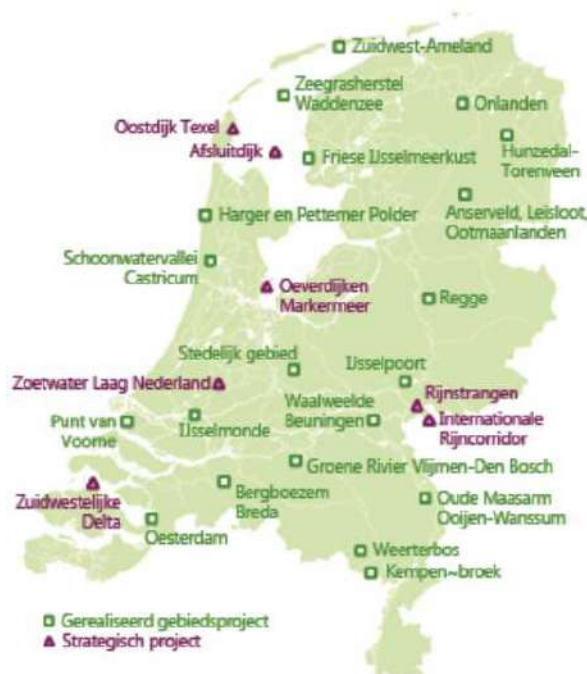 Zuidwest-Ameland
Zeegrasherstel
Waddenzee
Onlanden
Oostdijk Texel
Afsluitdijk
Hunzedal-
Torenveen
Friese IJsselmeerkust
Harger en Pettemer Polder
Anserveld, Leisloot,
Ootmaanlanden
Schoonwatervallei
Castricum
Oeverdijken
Markermeer
Regge
Stedelijk gebied
IJsselpoort
Zoetwater Laag Nederland
Rijnstrangen
Waalweelde
Beuningen
Punt van
Voorne
IJsselmonde
Internationale
Rijncorridor
Groene Rivier Vlijmen-Den Bosch
Zuidwestelijke
Delta
Bergboezem
Breda
Oude Maasarm
Ooijen-Wanssum
Oesterdam
Weerterbos
Kempen~broek
Gerealiseerd gebiedsproject
Strategisch project